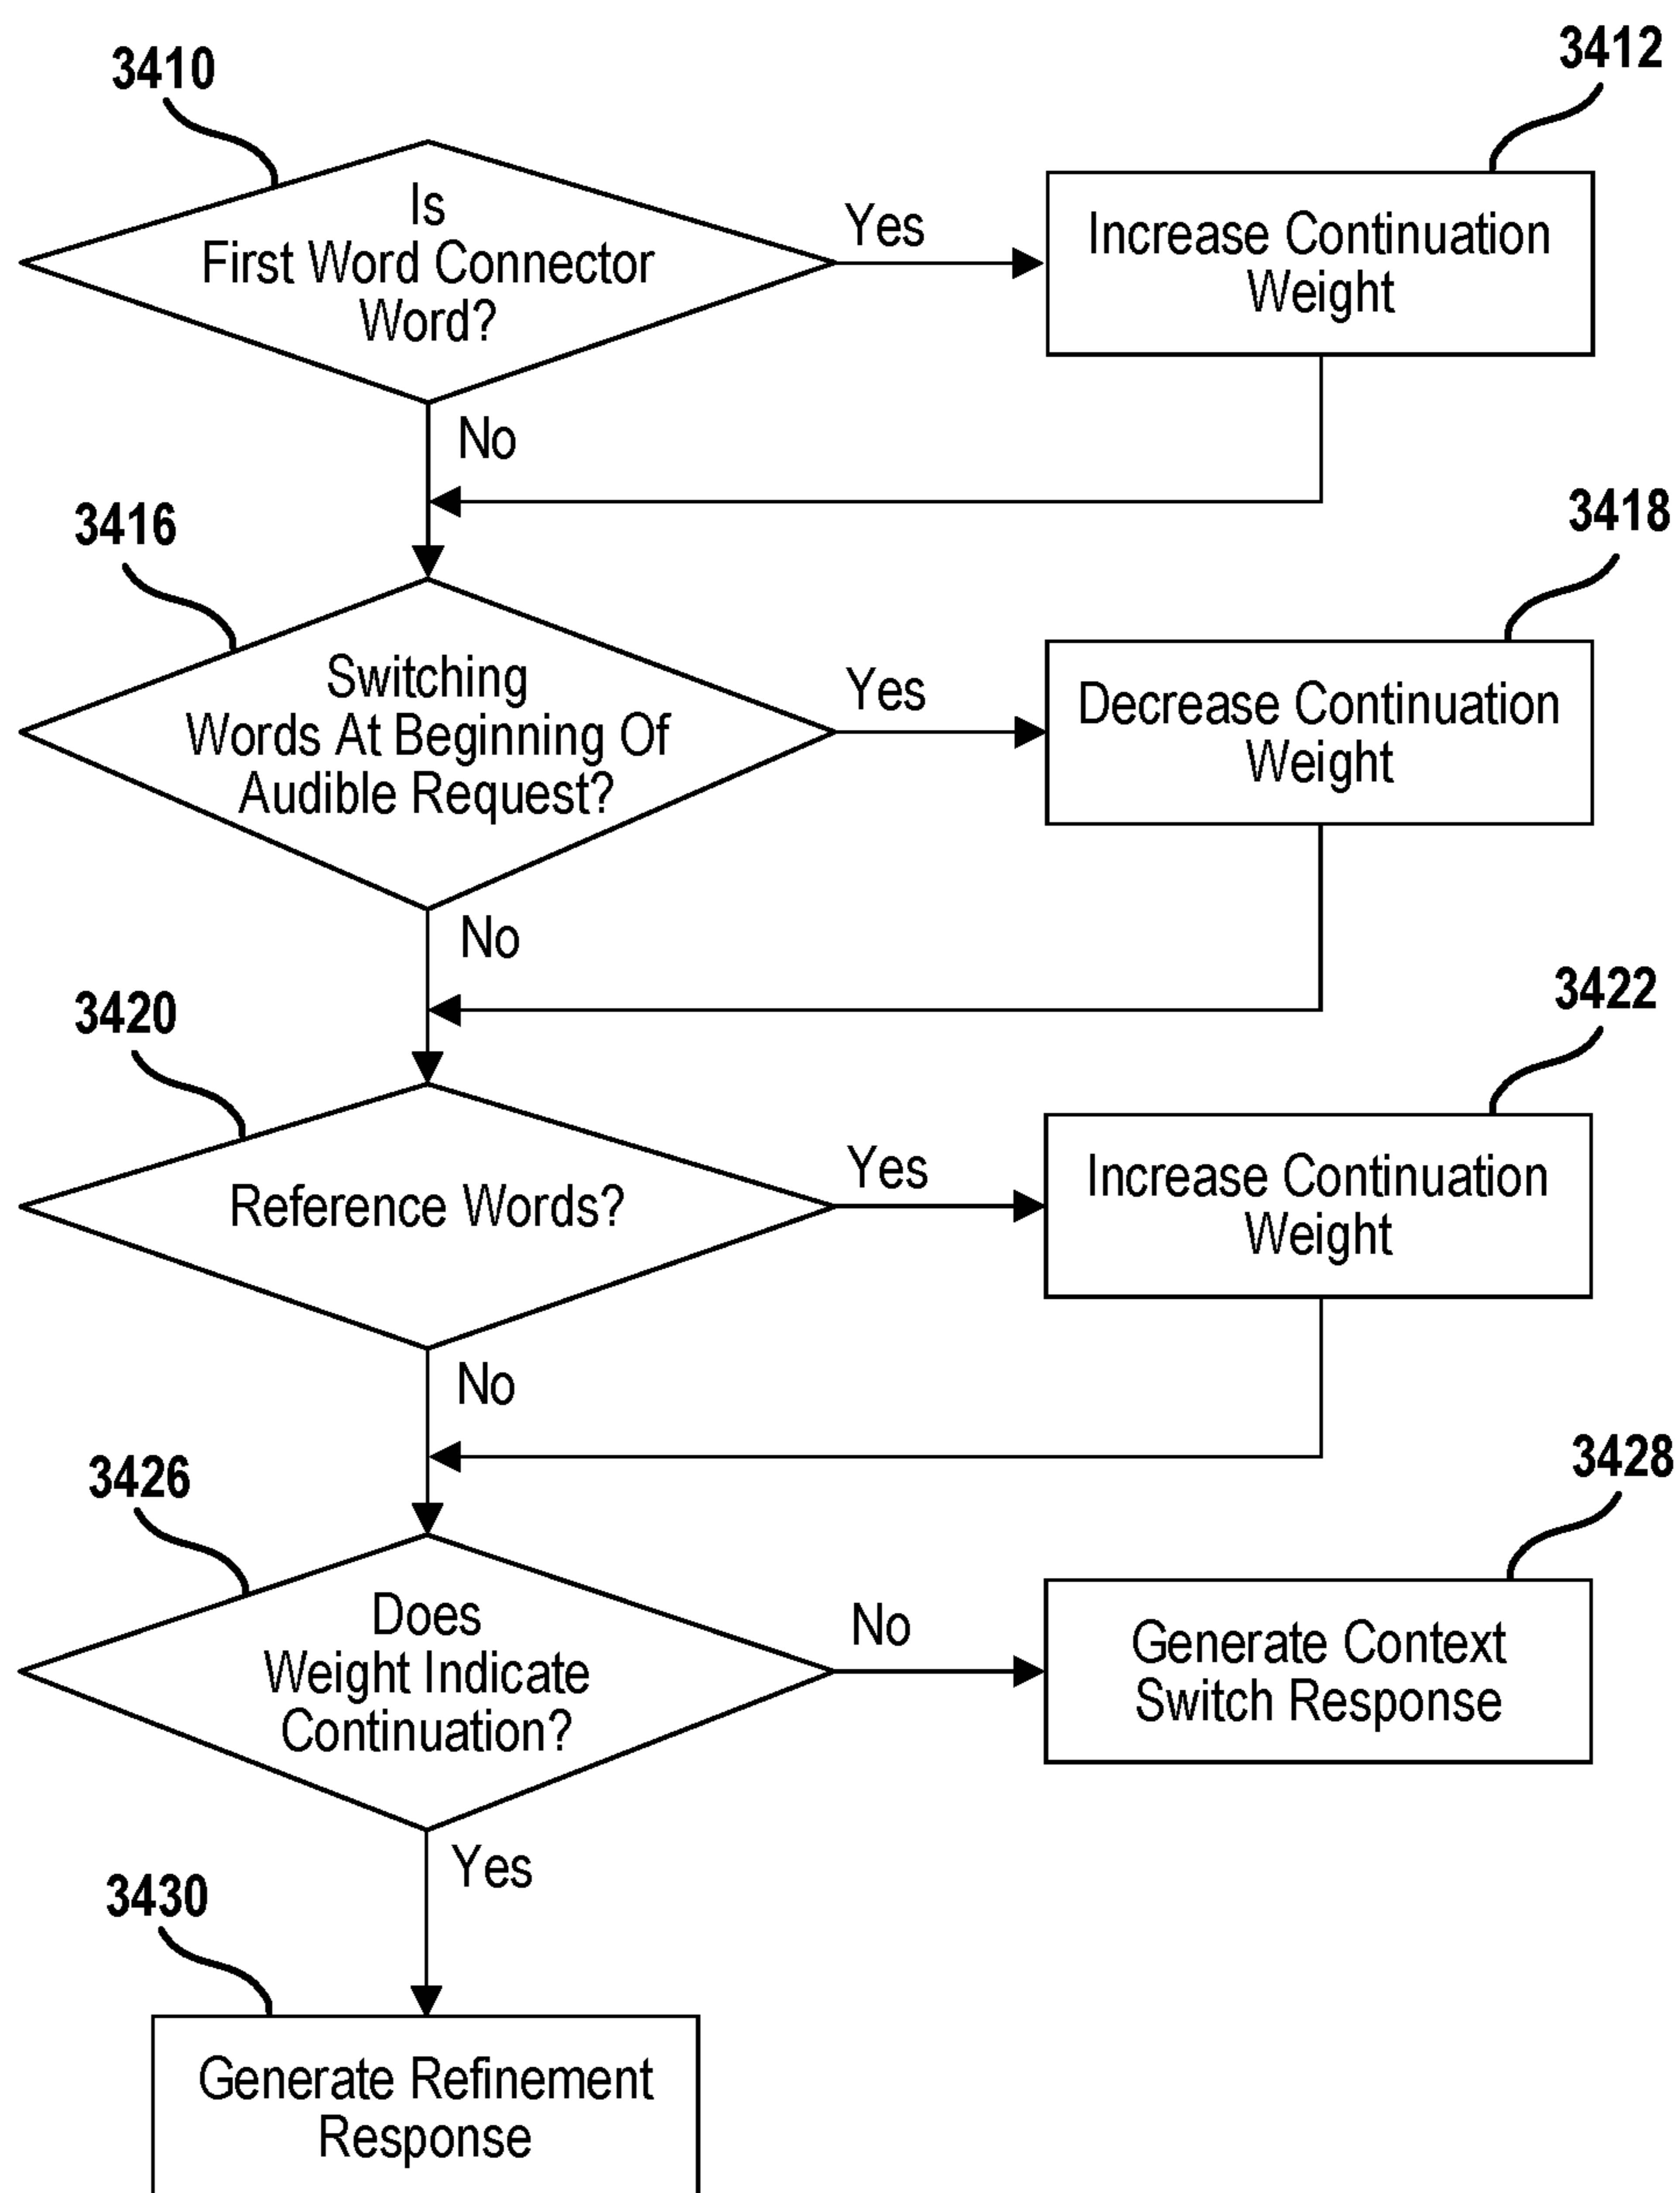 3410
3412
Is
First Word Connector
Word?
Yes
Increase Continuation
Weight
No
3416
3418
Switching
Words At Beginning Of
Audible Request?
Yes
Decrease Continuation
Weight
No
3420
3422
Reference Words?
Yes
Increase Continuation
Weight
No
3426
3428
Does
Weight Indicate
Continuation?
No
Generate Context
Switch Response
Yes
3430
Generate Refinement
Response